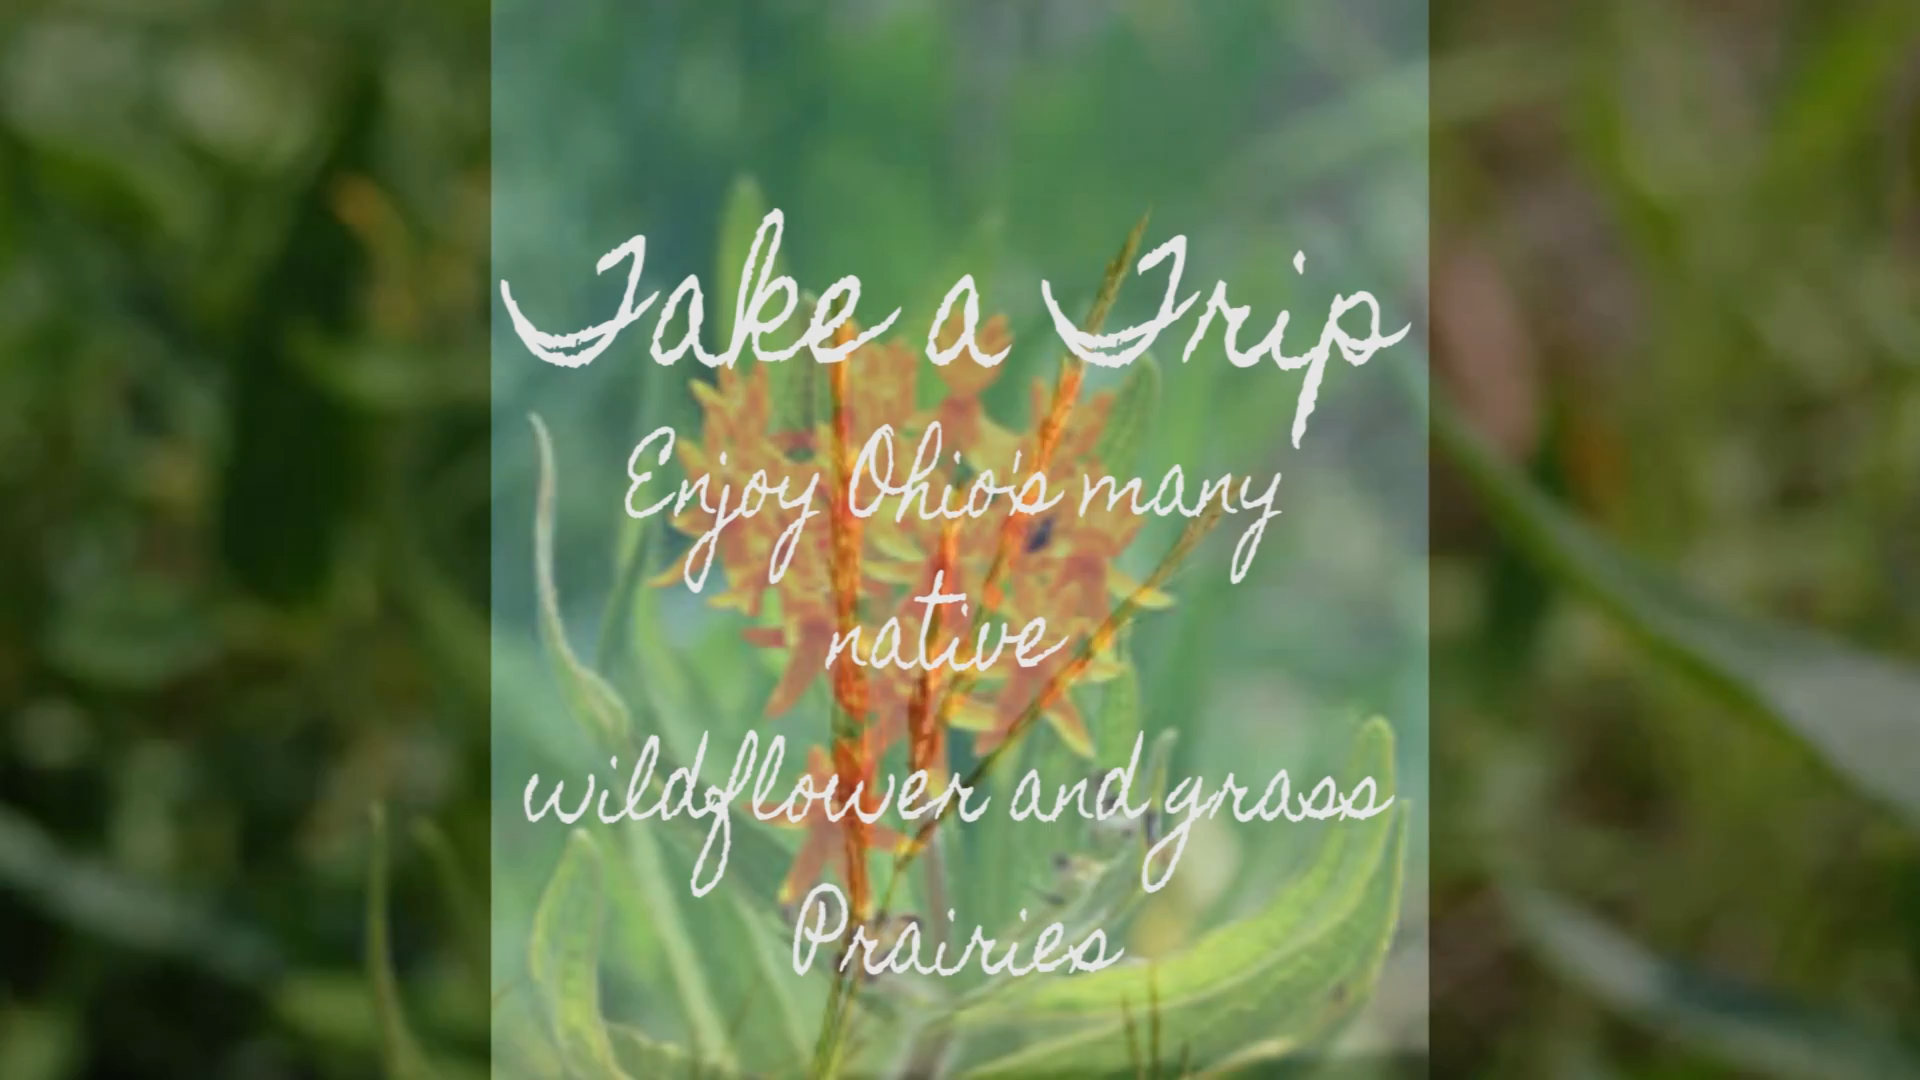 Take a Trip
Enjoy Ohio's many
native
wildflower and grass
Prairies